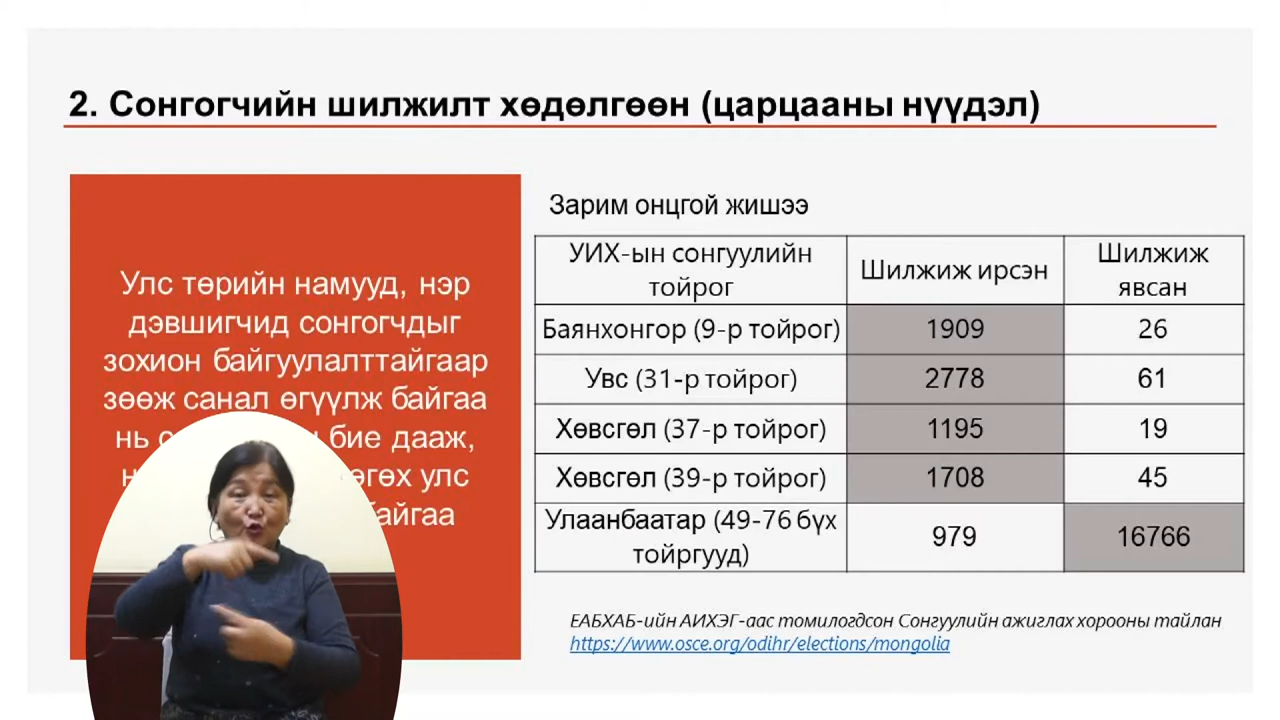 2. Сонгогчийн шилжилт хөдөлгөөн (царцааны нүүдэл)
Улс төрийн намууд, нэр
дэвшигчид сонгогчдыг
зохион байгуулалттайгаар
зөөж санал өгүүлж байгаа
нь бие дааж,
улс
Зарим онцгой жишээ
УИХ-ын сонгуулийн
тойрог
Шилжиж ирсэн
Шилжиж
явсан
Баянхонгор (9-р тойрог)
1909
26
Увс (31-р тойрог)
2778
61
Хөвсгөл (37-р тойрог)
1195
19
Хөвсгөл (39-р тойрог)
1708
45
Улаанбаатар (49-76 бүх
тойргууд)
979
16766
ЕАБХАБ-ийн АИХЭГ-аас томилогдсон Сонгуулийн ажиглах хорооны тайлан
https://www.osce.org/odihr/elections/mongolia